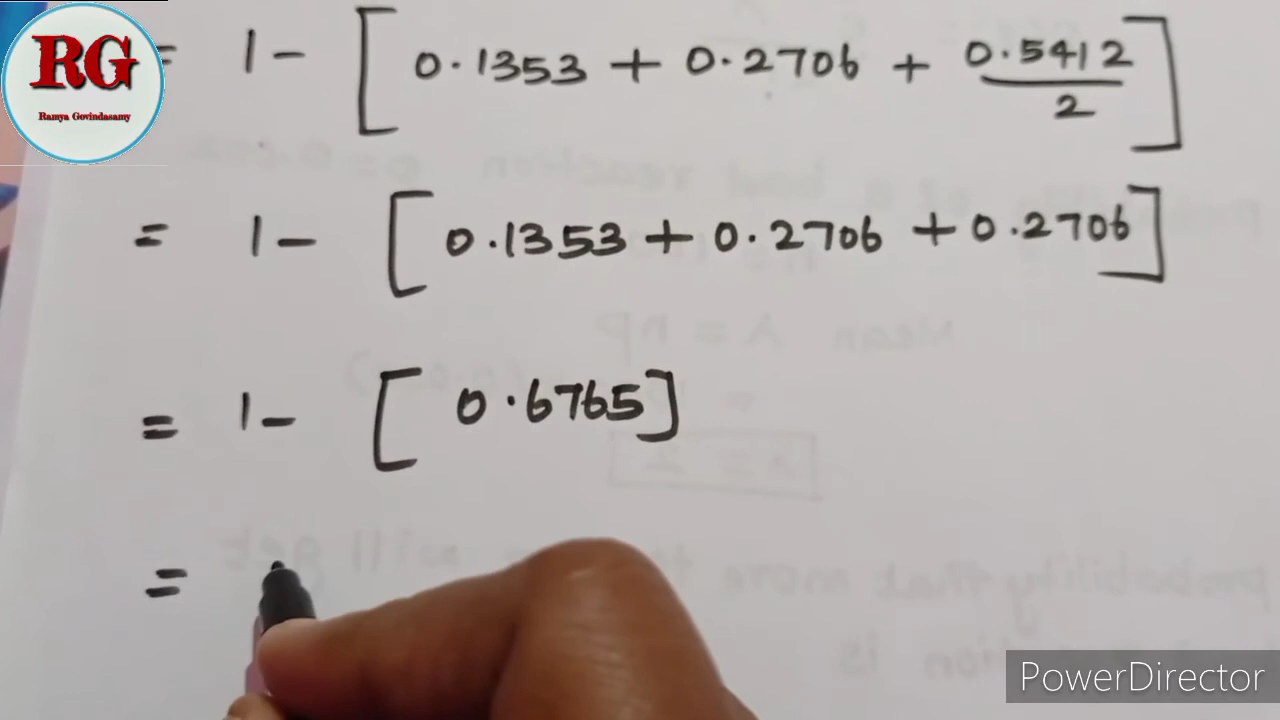 RG
Ramya Govindasamy
= 1 - [ 0.1353 + 0.2706 + 0.5412/2 ]
= 1 - [ 0.1353 + 0.2706 + 0.2706 ]
= 1 - [ 0.6765 ]
=
PowerDirector